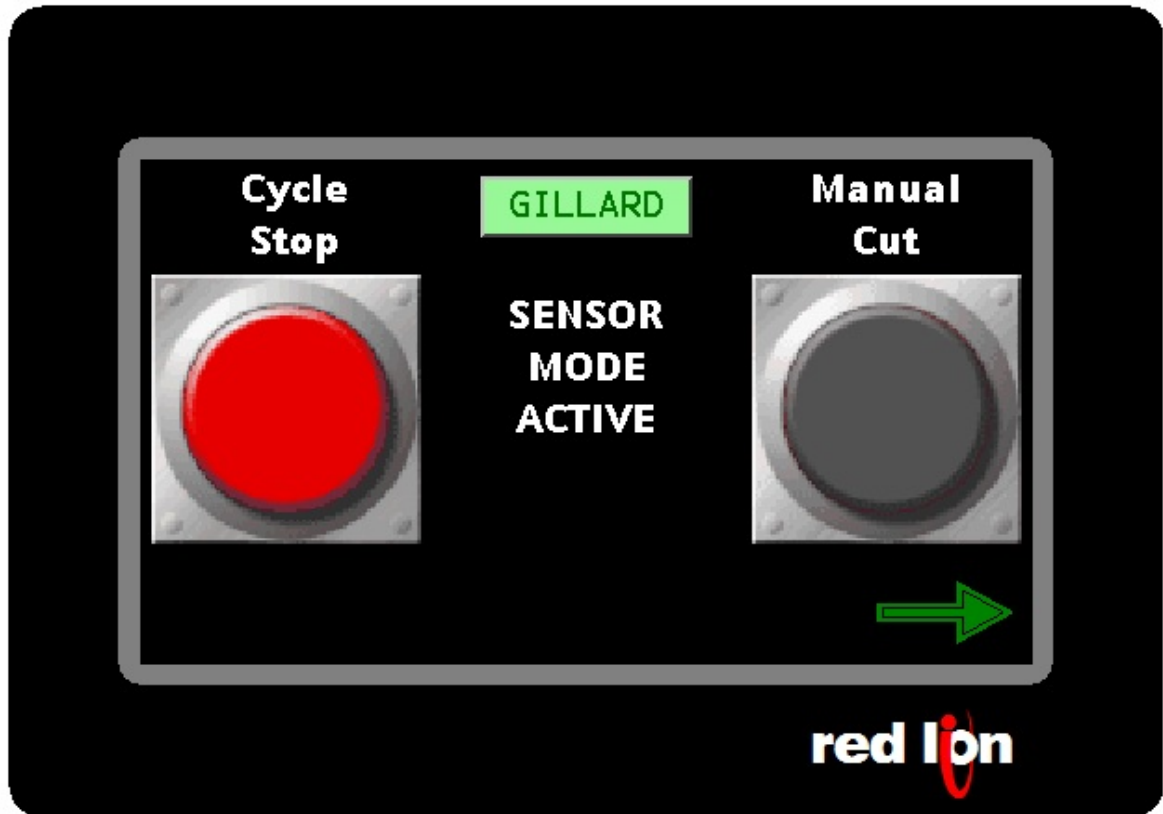 Cycle
Stop
GILLARD
Manual
Cut
SENSOR
MODE
ACTIVE
red lion